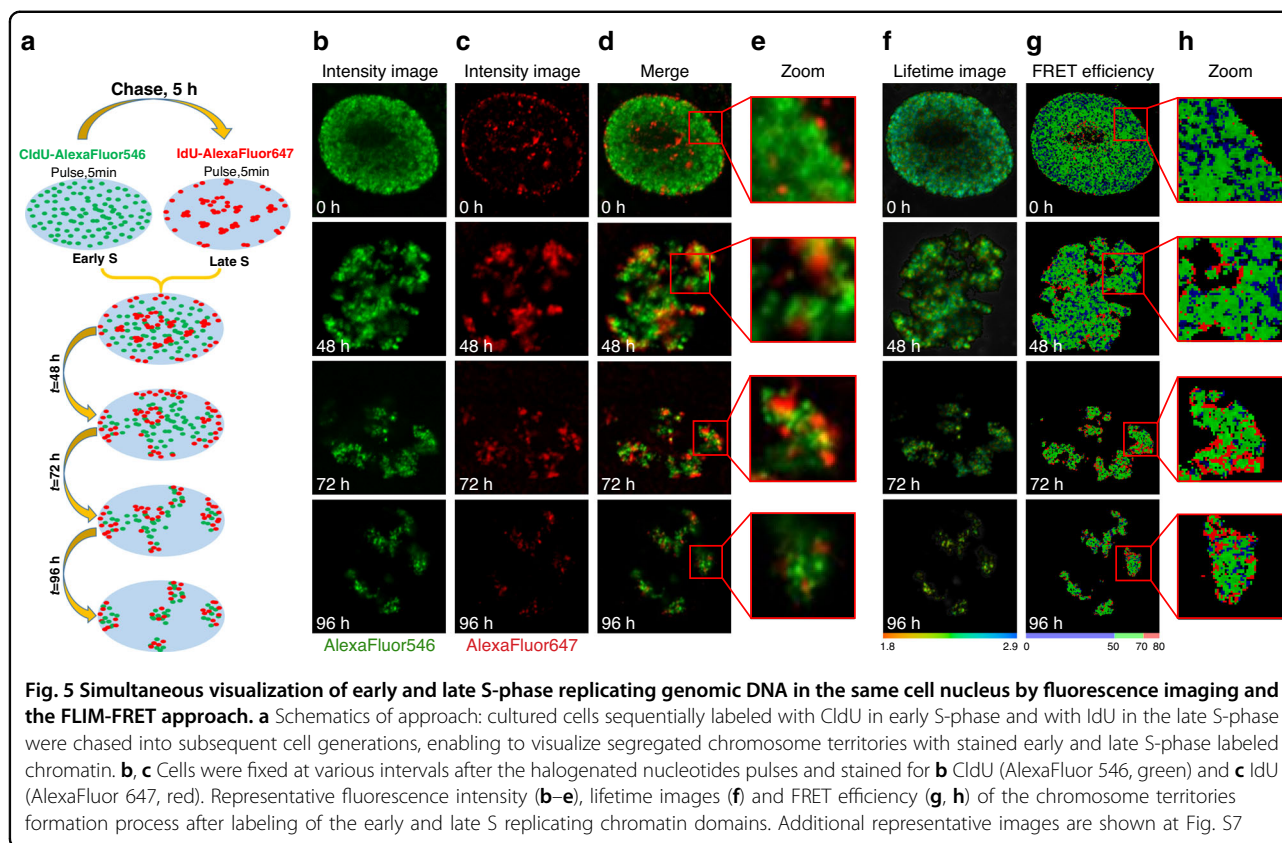 a
b
c
d
e
f
g
h
Chase, 5 h
CldU-AlexaFluor546
Pulse,5min
IdU-AlexaFluor647
Pulse,5min
Early S
Late S
t=48 h
t=72 h
t=96 h
Intensity image
Intensity image
Merge
Zoom
Lifetime image
FRET efficiency
Zoom
0 h
0 h
0 h
0 h
0 h
48 h
48 h
48 h
48 h
48 h
72 h
72 h
72 h
72 h
72 h
96 h
96 h
96 h
96 h
96 h
AlexaFluor546
AlexaFluor647
1.8
2.9
0
50
70
80
Fig. 5 Simultaneous visualization of early and late S-phase replicating genomic DNA in the same cell nucleus by fluorescence imaging and
the FLIM-FRET approach. a Schematics of approach: cultured cells sequentially labeled with CldU in early S-phase and with IdU in the late S-phase
were chased into subsequent cell generations, enabling to visualize segregated chromosome territories with stained early and late S-phase labeled
chromatin. b, c Cells were fixed at various intervals after the halogenated nucleotides pulses and stained for b CldU (AlexaFluor 546, green) and c IdU
(AlexaFluor 647, red). Representative fluorescence intensity (b–e), lifetime images (f) and FRET efficiency (g, h) of the chromosome territories
formation process after labeling of the early and late S replicating chromatin domains. Additional representative images are shown at Fig. S7